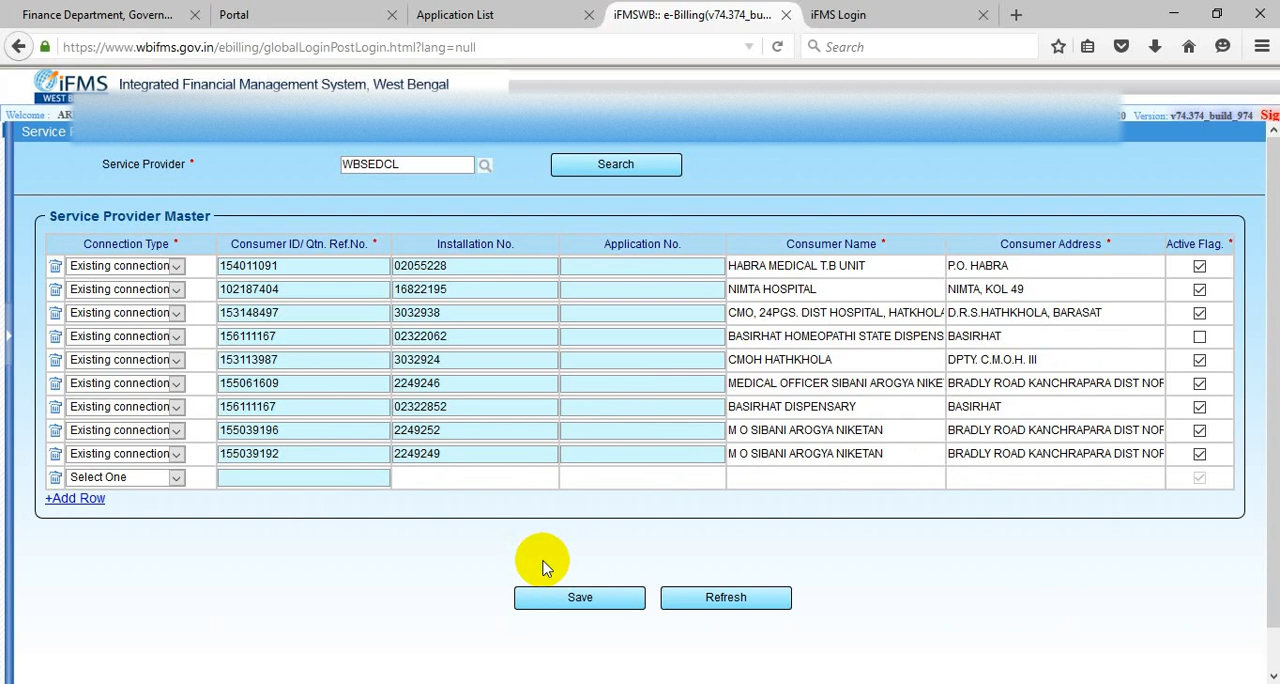 Finance Department, Govern... Portal Application List iFMSWB:: e-Billing(v74.374_bu... iFMS Login
https://www.wbifms.gov.in/ebilling/globalLoginPostLogin.html?lang=null Search
iFMS Integrated Financial Management System, West Bengal
WEST
Welcome : Version: v74.374_build_974
Service
Service Provider * WBSEDCL Search
Service Provider Master
Connection Type * Consumer ID/ Qtn. Ref.No. * Installation No. Application No. Consumer Name * Consumer Address * Active Flag. *
Existing connection 154011091 02055228 HABRA MEDICAL T.B UNIT P.O. HABRA
Existing connection 102187404 16822195 NIMTA HOSPITAL NIMTA, KOL 49
Existing connection 153148497 3032938 CMO, 24PGS. DIST HOSPITAL, HATKHOLA D.R.S.HATHKHOLA, BARASAT
Existing connection 156111167 02322062 BASIRHAT HOMEOPATHI STATE DISPENS BASIRHAT
Existing connection 153113987 3032924 CMOH HATHKHOLA DPTY. C.M.O.H. III
Existing connection 155061609 2249246 MEDICAL OFFICER SIBANI AROGYA NIKE BRADLY ROAD KANCHRAPARA DIST NOR
Existing connection 156111167 02322852 BASIRHAT DISPENSARY BASIRHAT
Existing connection 155039196 2249252 M O SIBANI AROGYA NIKETAN BRADLY ROAD KANCHRAPARA DIST NOR
Existing connection 155039192 2249249 M O SIBANI AROGYA NIKETAN BRADLY ROAD KANCHRAPARA DIST NOR
Select One
+Add Row
Save Refresh